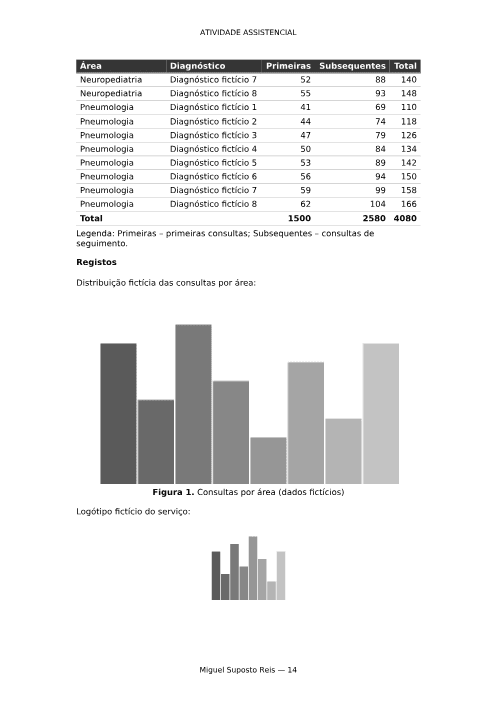 ATIVIDADE ASSISTENCIAL
Área Diagnóstico Primeiras Subsequentes Total
Neuropediatria Diagnóstico fictício 7 52 88 140
Neuropediatria Diagnóstico fictício 8 55 93 148
Pneumologia Diagnóstico fictício 1 41 69 110
Pneumologia Diagnóstico fictício 2 44 74 118
Pneumologia Diagnóstico fictício 3 47 79 126
Pneumologia Diagnóstico fictício 4 50 84 134
Pneumologia Diagnóstico fictício 5 53 89 142
Pneumologia Diagnóstico fictício 6 56 94 150
Pneumologia Diagnóstico fictício 7 59 99 158
Pneumologia Diagnóstico fictício 8 62 104 166
Total 1500 2580 4080
Legenda: Primeiras – primeiras consultas; Subsequentes – consultas de
seguimento.
Registos
Distribuição fictícia das consultas por área:
Figura 1. Consultas por área (dados fictícios)
Logótipo fictício do serviço:
Miguel Suposto Reis — 14